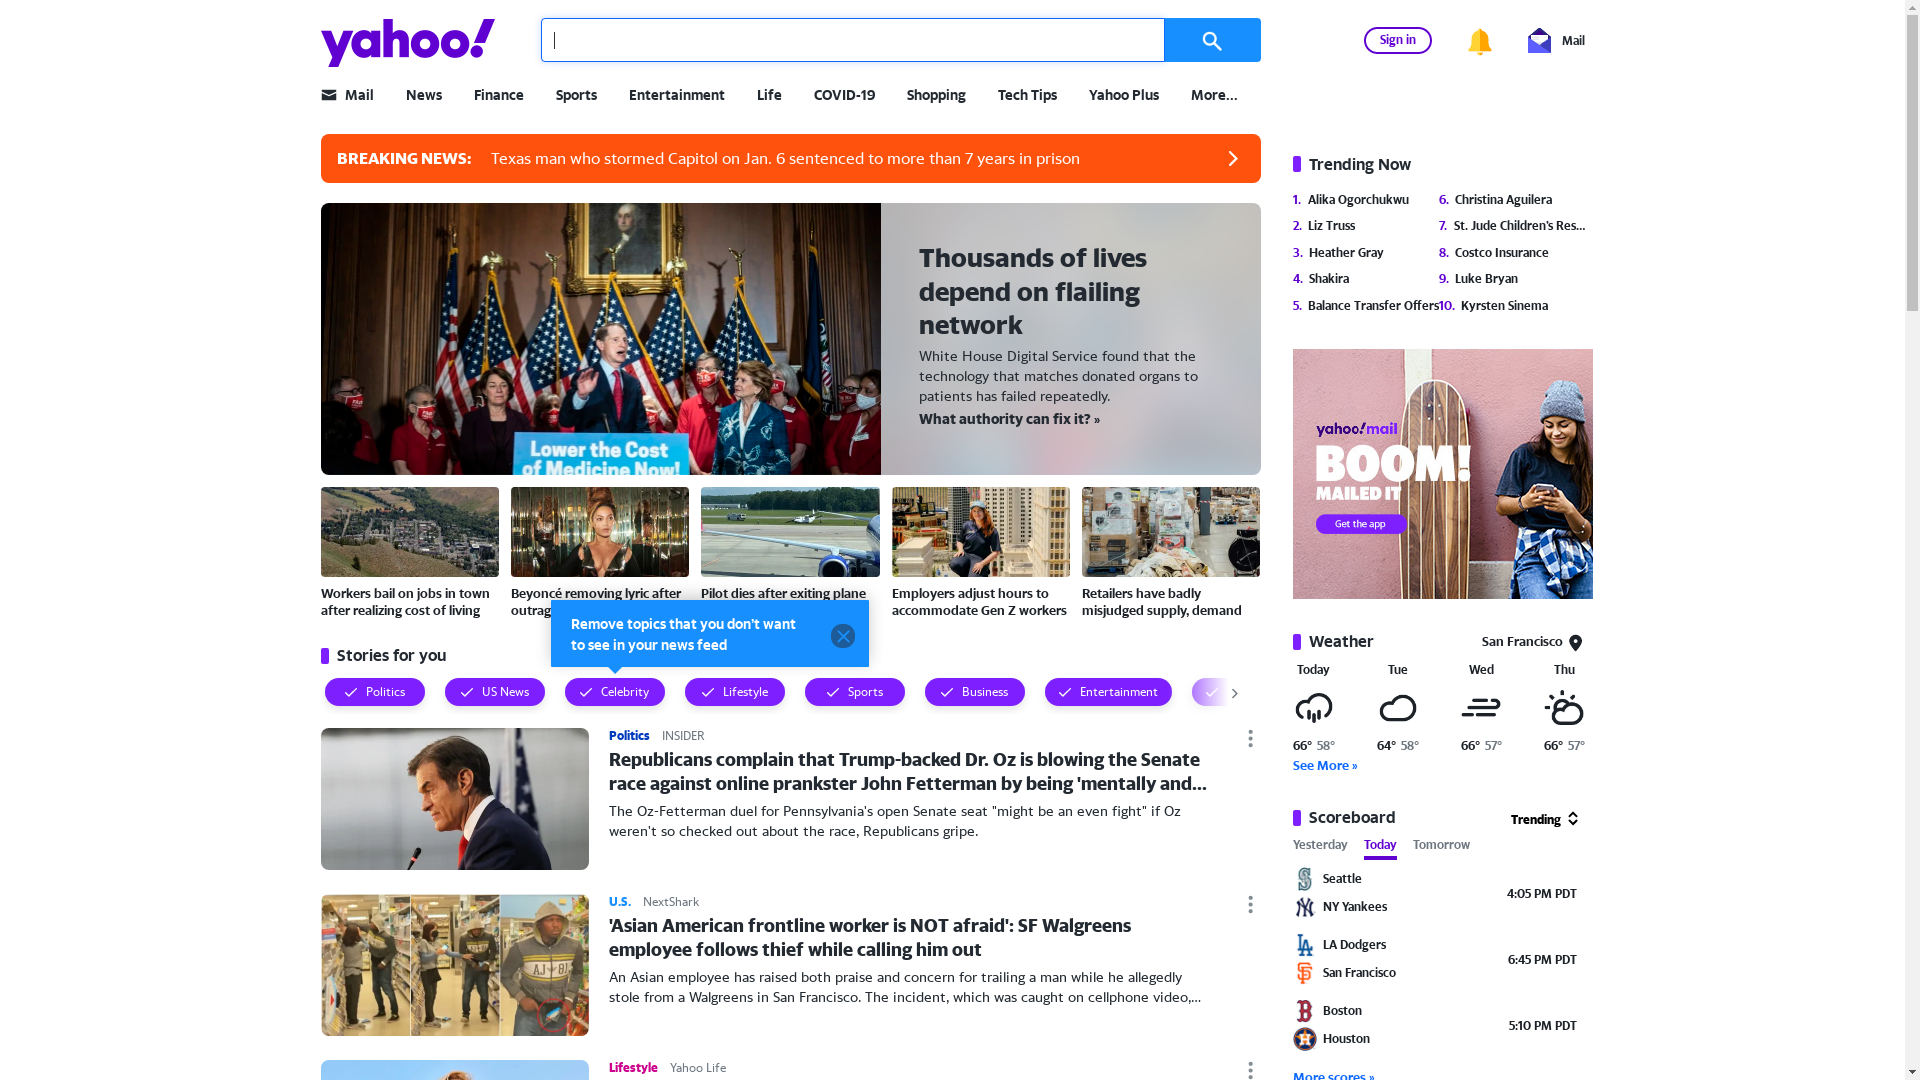 yahoo!
Sign in
Mail
Mail
News
Finance
Sports
Entertainment
Life
COVID-19
Shopping
Tech Tips
Yahoo Plus
More...
BREAKING NEWS:
Texas man who stormed Capitol on Jan. 6 sentenced to more than 7 years in prison
Lower the Cost
of Medicine Now!
Thousands of lives
depend on flailing
network
White House Digital Service found that the
technology that matches donated organs to
patients has failed repeatedly.
What authority can fix it? »
Workers bail on jobs in town
after realizing cost of living
Beyoncé removing lyric after
outrag
Pilot dies after exiting plane
Employers adjust hours to
accommodate Gen Z workers
Retailers have badly
misjudged supply, demand
Remove topics that you don't want
to see in your news feed
Stories for you
Politics
US News
Celebrity
Lifestyle
Sports
Business
Entertainment
Politics INSIDER
Republicans complain that Trump-backed Dr. Oz is blowing the Senate
race against online prankster John Fetterman by being 'mentally and...
The Oz-Fetterman duel for Pennsylvania's open Senate seat "might be an even fight" if Oz
weren't so checked out about the race, Republicans gripe.
U.S. NextShark
'Asian American frontline worker is NOT afraid': SF Walgreens
employee follows thief while calling him out
An Asian employee has raised both praise and concern for trailing a man while he allegedly
stole from a Walgreens in San Francisco. The incident, which was caught on cellphone video,...
Lifestyle Yahoo Life
Trending Now
1. Alika Ogorchukwu
2. Liz Truss
3. Heather Gray
4. Shakira
5. Balance Transfer Offers
6. Christina Aguilera
7. St. Jude Children's Res...
8. Costco Insurance
9. Luke Bryan
10. Kyrsten Sinema
yahoo!mail
BOOM!
MAILED IT
Get the app
Weather
San Francisco
Today
Tue
Wed
Thu
66° 58°
64° 58°
66° 57°
66° 57°
See More »
Scoreboard
Trending
Yesterday
Today
Tomorrow
Seattle
NY Yankees
4:05 PM PDT
LA Dodgers
San Francisco
6:45 PM PDT
Boston
Houston
5:10 PM PDT
More scores »